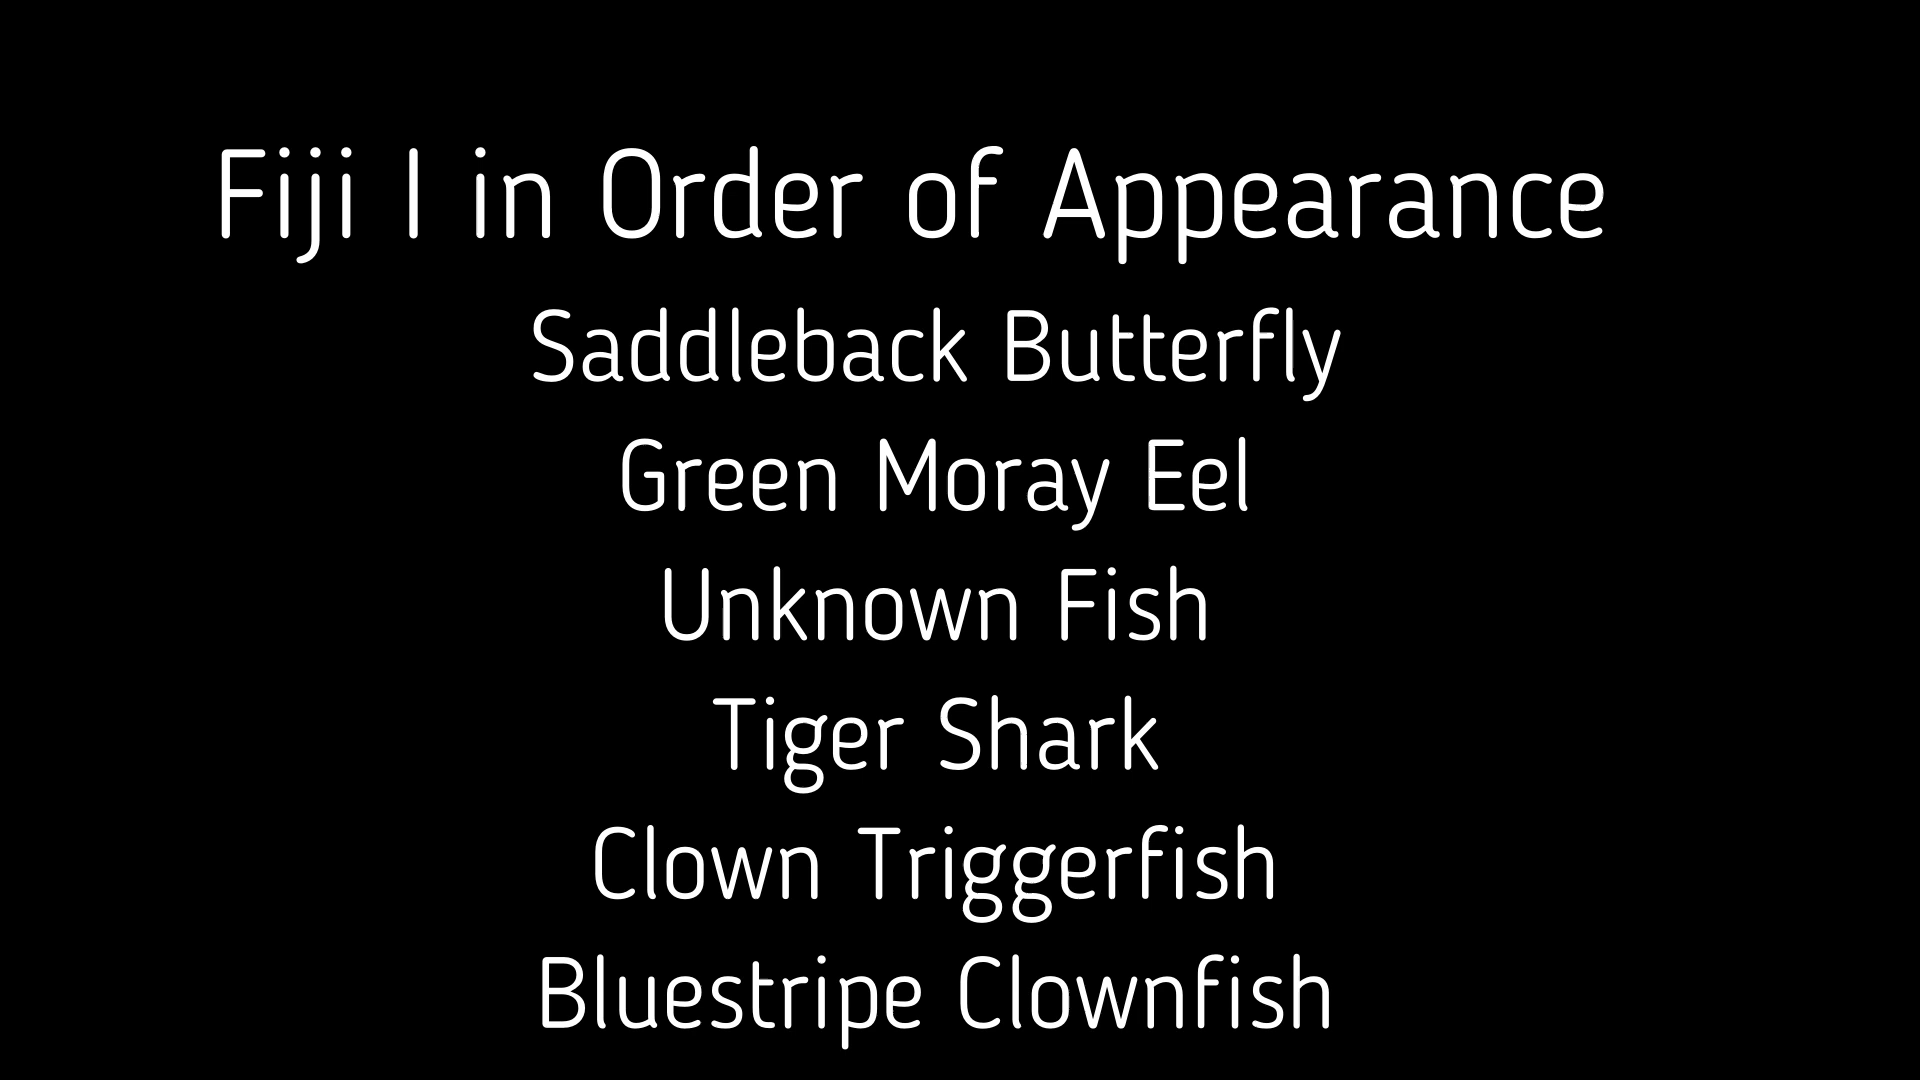 Fiji I in Order of Appearance
Saddleback Butterfly
Green Moray Eel
Unknown Fish
Tiger Shark
Clown Triggerfish
Bluestripe Clownfish